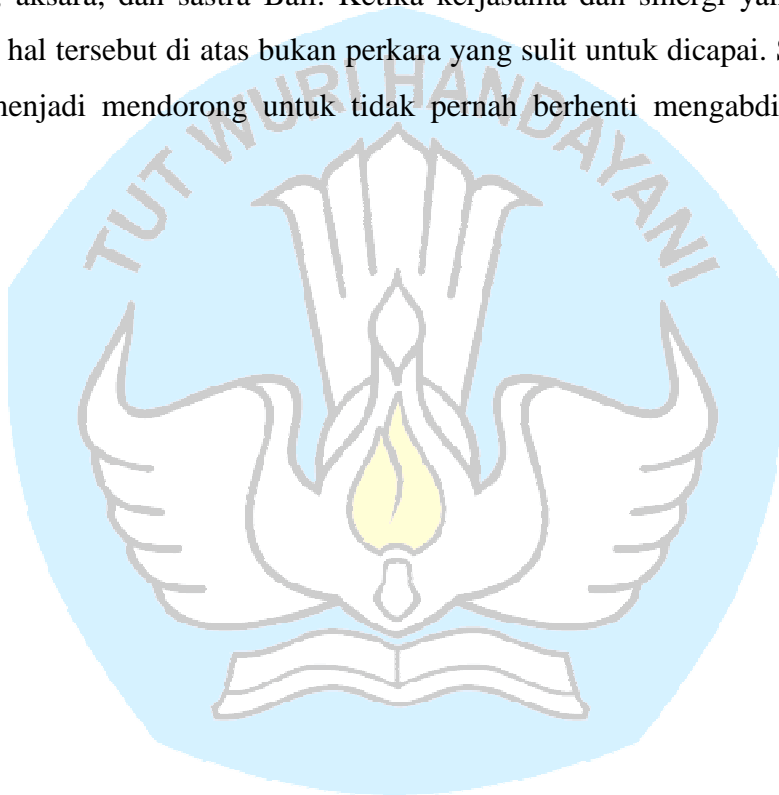 aksara, dan sastra Bali. Ketika kerjasama dan sinergi yan
hal tersebut di atas bukan perkara yang sulit untuk dicapai. S
menjadi mendorong untuk tidak pernah berhenti mengabdi
TUT WURI HANDAYANI